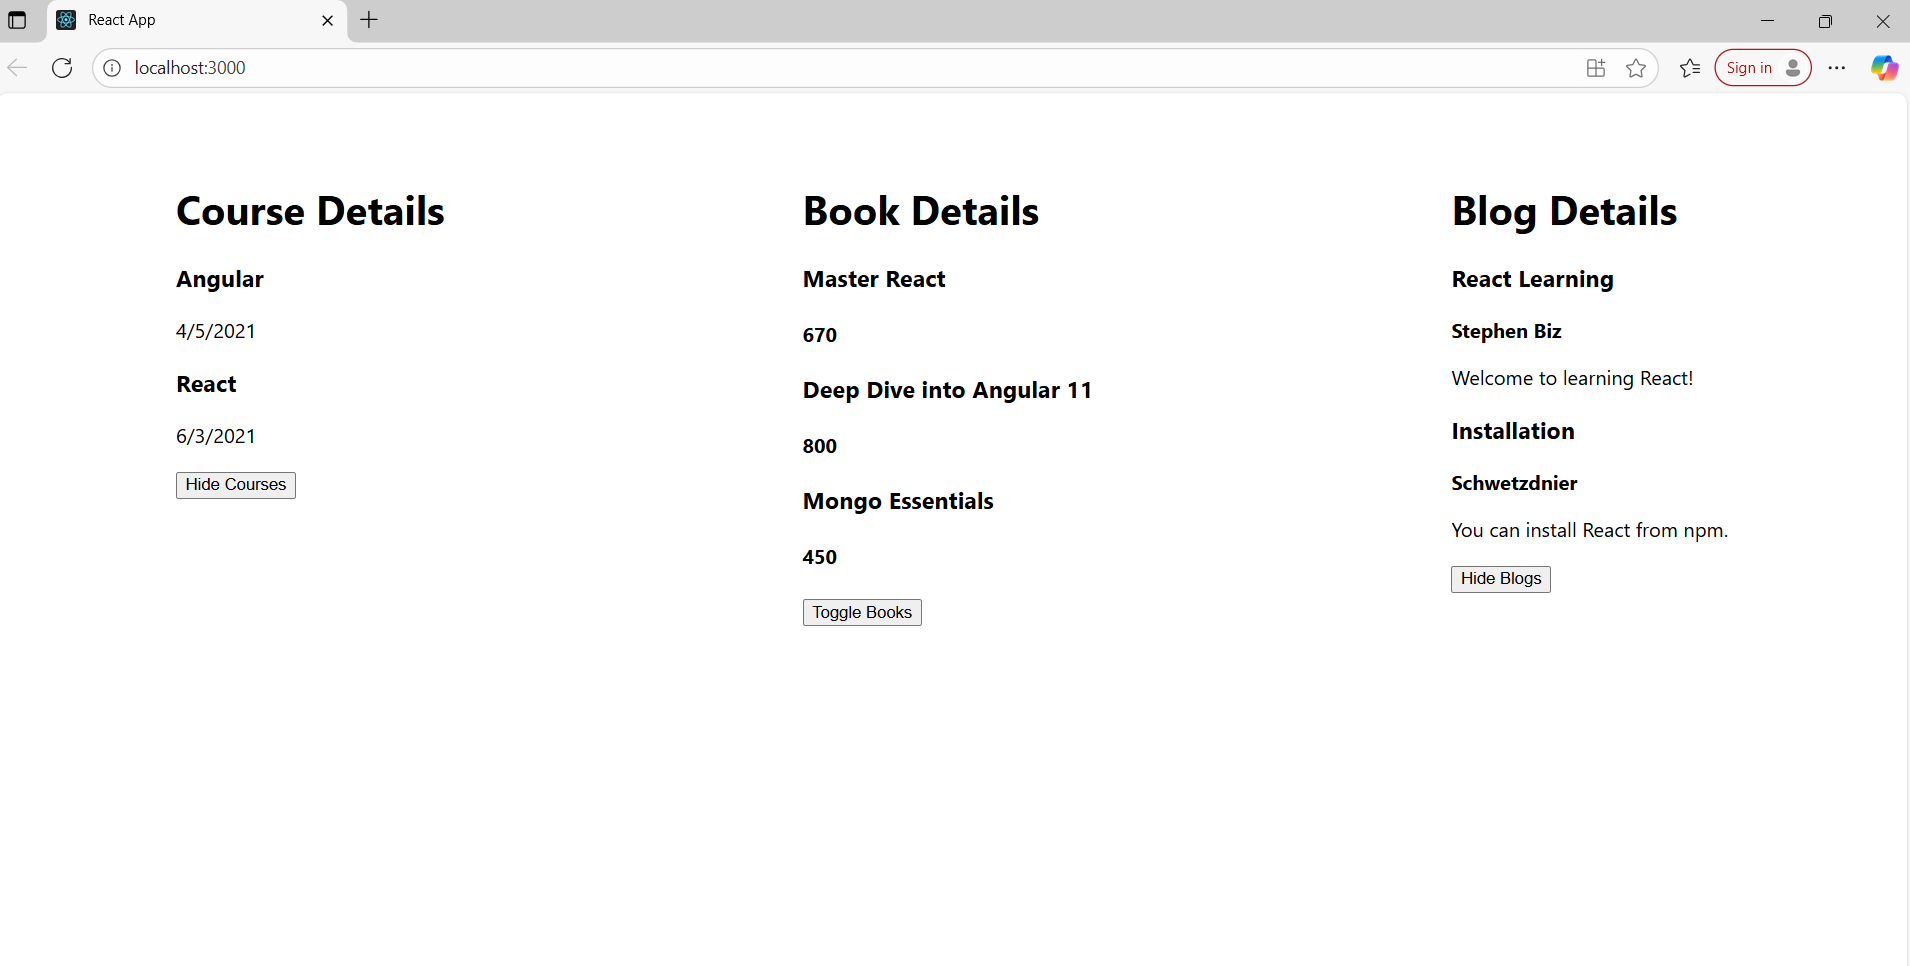 React App
localhost:3000
Sign in
Course Details
Angular
4/5/2021
React
6/3/2021
Hide Courses
Book Details
Master React
670
Deep Dive into Angular 11
800
Mongo Essentials
450
Toggle Books
Blog Details
React Learning
Stephen Biz
Welcome to learning React!
Installation
Schwetzdnier
You can install React from npm.
Hide Blogs